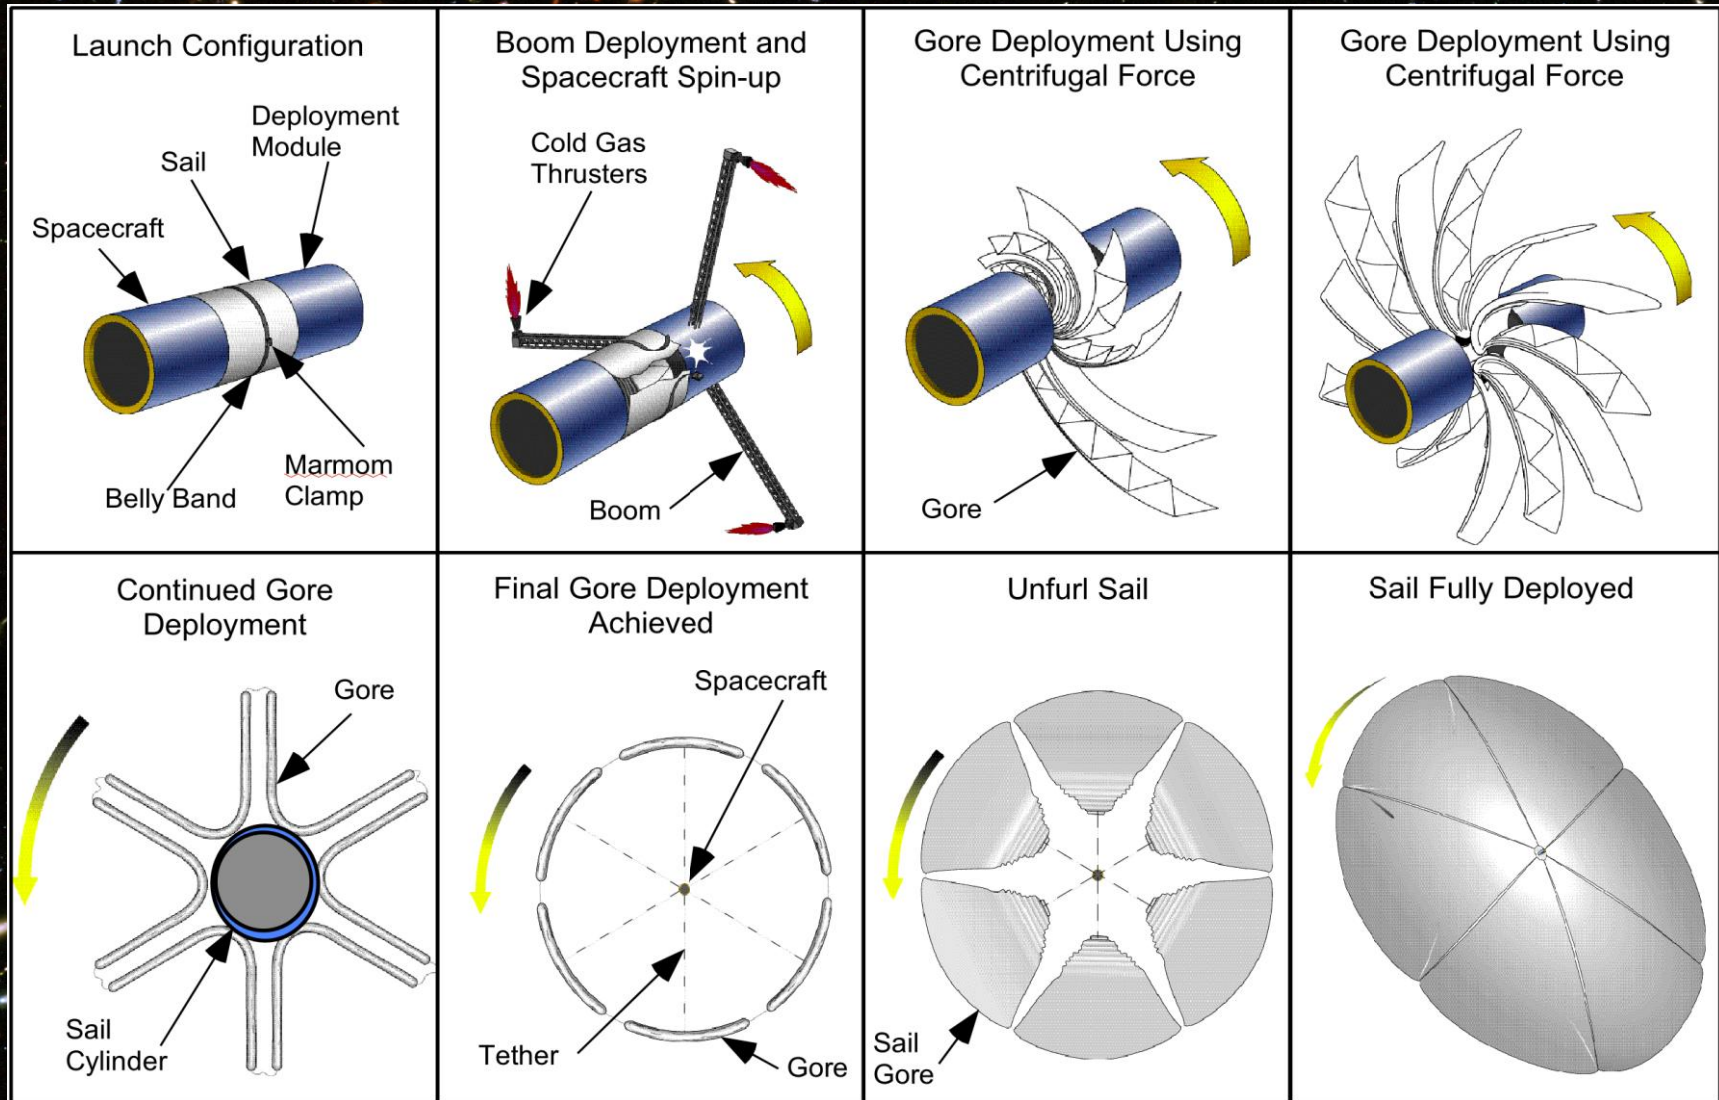 Launch Configuration
Deployment
Module
Sail
Spacecraft
Belly Band
Marmom
Clamp
Boom Deployment and
Spacecraft Spin-up
Cold Gas
Thrusters
Boom
Gore Deployment Using
Centrifugal Force
Gore
Gore Deployment Using
Centrifugal Force
Continued Gore
Deployment
Gore
Sail
Cylinder
Final Gore Deployment
Achieved
Spacecraft
Tether
Gore
Unfurl Sail
Sail
Gore
Sail Fully Deployed